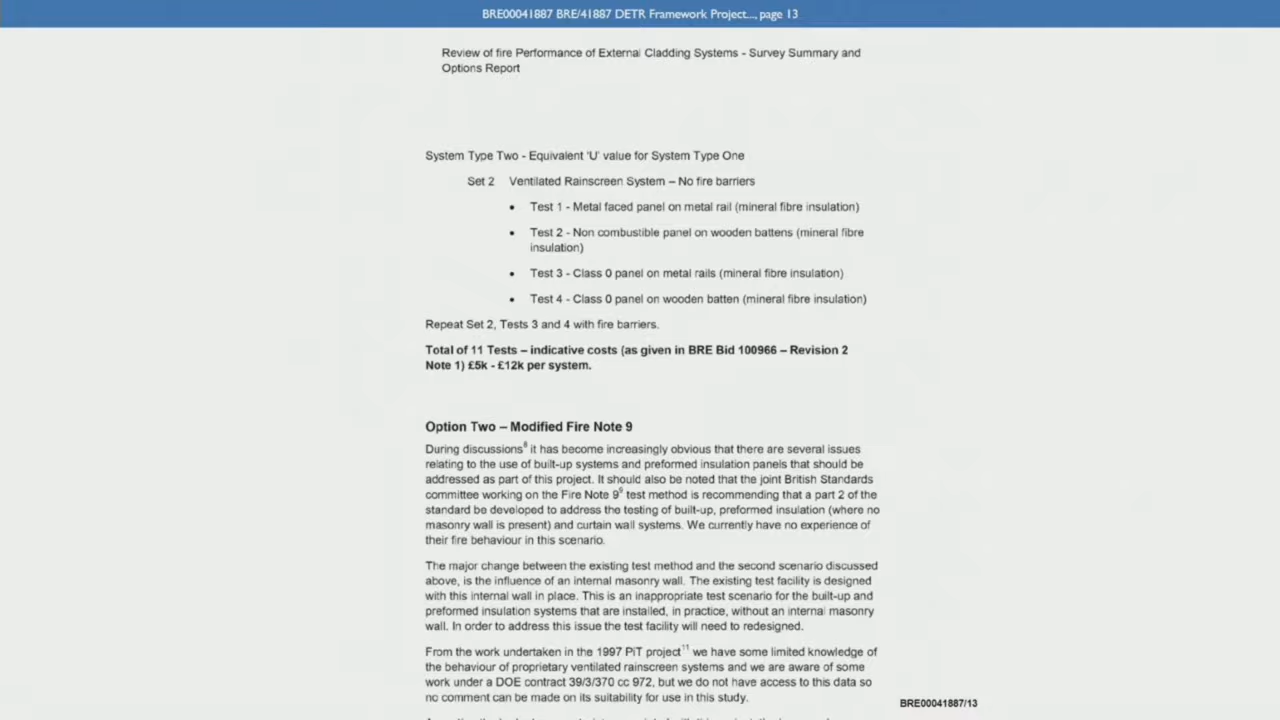 BRE00041887 BRE/41887 DETR Framework Project..., page 13
Review of fire Performance of External Cladding Systems - Survey Summary and
Options Report
System Type Two - Equivalent 'U' value for System Type One
Set 2 Ventilated Rainscreen System – No fire barriers
• Test 1 - Metal faced panel on metal rail (mineral fibre insulation)
• Test 2 - Non combustible panel on wooden battens (mineral fibre
insulation)
• Test 3 - Class 0 panel on metal rails (mineral fibre insulation)
• Test 4 - Class 0 panel on wooden batten (mineral fibre insulation)
Repeat Set 2, Tests 3 and 4 with fire barriers.
Total of 11 Tests – indicative costs (as given in BRE Bid 100966 – Revision 2
Note 1) £5k - £12k per system.
Option Two – Modified Fire Note 9
During discussions it has become increasingly obvious that there are several issues
relating to the use of built-up systems and preformed insulation panels that should be
addressed as part of this project. It should also be noted that the joint British Standards
committee working on the Fire Note 9 test method is recommending that a part 2 of the
standard be developed to address the testing of built-up, preformed insulation (where no
masonry wall is present) and curtain wall systems. We currently have no experience of
their fire behaviour in this scenario.
The major change between the existing test method and the second scenario discussed
above, is the influence of an internal masonry wall. The existing test facility is designed
with this internal wall in place. This is an inappropriate test scenario for the built-up and
preformed insulation systems that are installed, in practice, without an internal masonry
wall. In order to address this issue the test facility will need to redesigned.
From the work undertaken in the 1997 PiT project¹¹ we have some limited knowledge of
the behaviour of proprietary ventilated rainscreen systems and we are aware of some
work under a DOE contract 39/3/370 cc 972, but we do not have access to this data so
no comment can be made on its suitability for use in this study.
BRE00041887/13